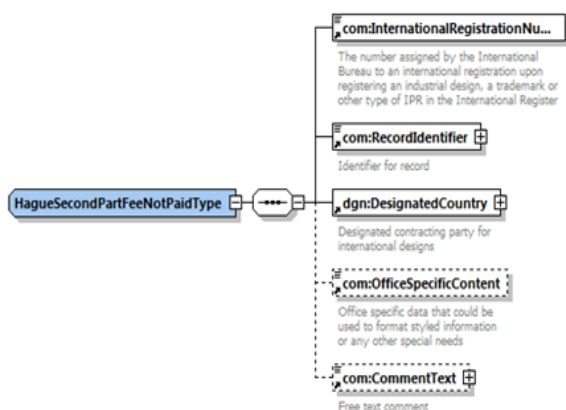 com:InternationalRegistrationNu...
The number assigned by the International
Bureau to an international registration upon
registering an industrial design, a trademark or
other type of IPR in the International Register
com:RecordIdentifier
Identifier for record
HagueSecondPartFeeNotPaidType
dgn:DesignatedCountry
Designated contracting party for
international designs
com:OfficeSpecificContent
Office specific data that could be
used to format styled information
or any other special needs
com:CommentText
Free text comment